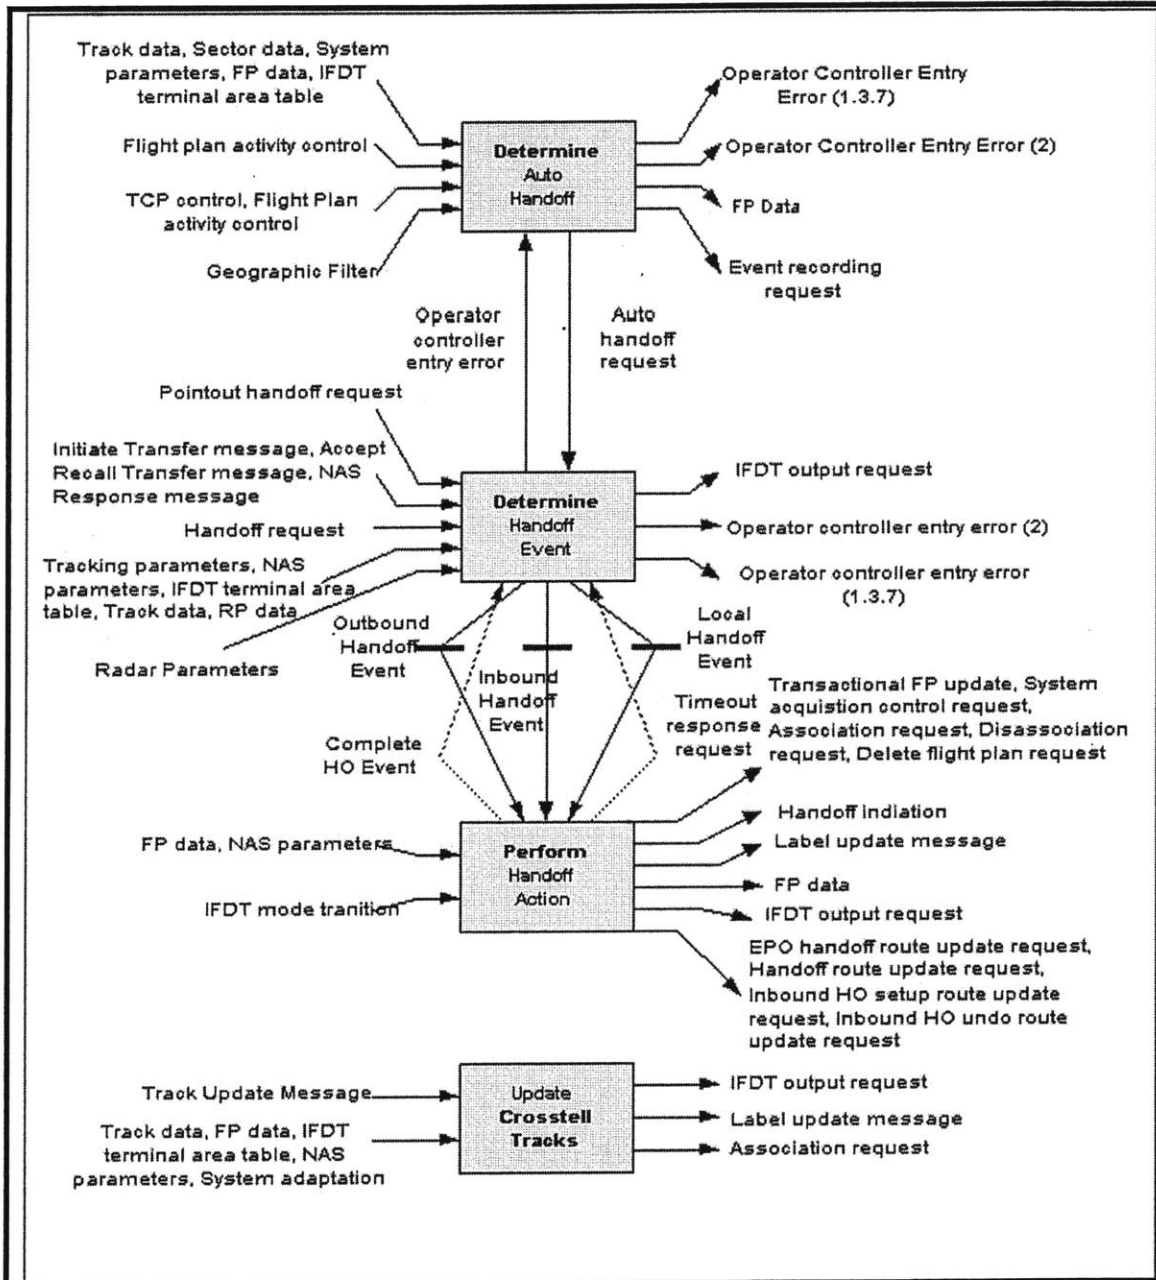 Track data, Sector data, System
parameters, FP data, IFDT
terminal area table
Flight plan activity control
TCP control, Flight Plan
activity control
Geographic Filter
Determine
Auto
Handoff
Operator Controller Entry
Error (1.3.7)
Operator Controller Entry Error (2)
FP Data
Event recording
request
Operator
controller
entry error
Auto
handoff
request
Pointout handoff request
Initiate Transfer message, Accept
Recall Transfer message, NAS
Response message
Handoff request
Tracking parameters, NAS
parameters, IFDT terminal area
table, Track data, RP data
Radar Parameters
Determine
Handoff
Event
IFDT output request
Operator controller entry error (2)
Operator controller entry error
(1.3.7)
Outbound
Handoff
Event
Inbound
Handoff
Event
Local
Handoff
Event
Complete
HO Event
Timeout
response
request
Transactional FP update, System
acquistion control request,
Association request, Disassociation
request, Delete flight plan request
FP data, NAS parameters
IFDT mode tranition
Perform
Handoff
Action
Handoff indiation
Label update message
FP data
IFDT output request
EPO handoff route update request,
Handoff route update request,
Inbound HO setup route update
request, Inbound HO undo route
update request
Track Update Message
Track data, FP data, IFDT
terminal area table, NAS
parameters, System adaptation
Update
Crosstell
Tracks
IFDT output request
Label update message
Association request